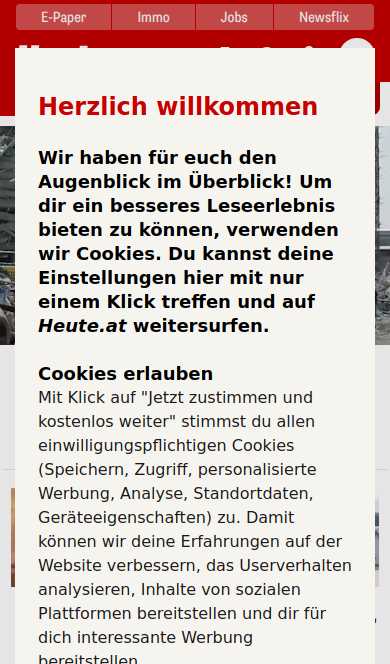 E-Paper Immo Jobs Newsflix
Herzlich willkommen
Wir haben für euch den
Augenblick im Überblick! Um
dir ein besseres Leseerlebnis
bieten zu können, verwenden
wir Cookies. Du kannst deine
Einstellungen hier mit nur
einem Klick treffen und auf
Heute.at weitersurfen.
Cookies erlauben
Mit Klick auf "Jetzt zustimmen und
kostenlos weiter" stimmst du allen
einwilligungspflichtigen Cookies
(Speichern, Zugriff, personalisierte
Werbung, Analyse, Standortdaten,
Geräteeigenschaften) zu. Damit
können wir deine Erfahrungen auf der
Website verbessern, das Userverhalten
analysieren, Inhalte von sozialen
Plattformen bereitstellen und dir für
dich interessante Werbung
bereitstellen